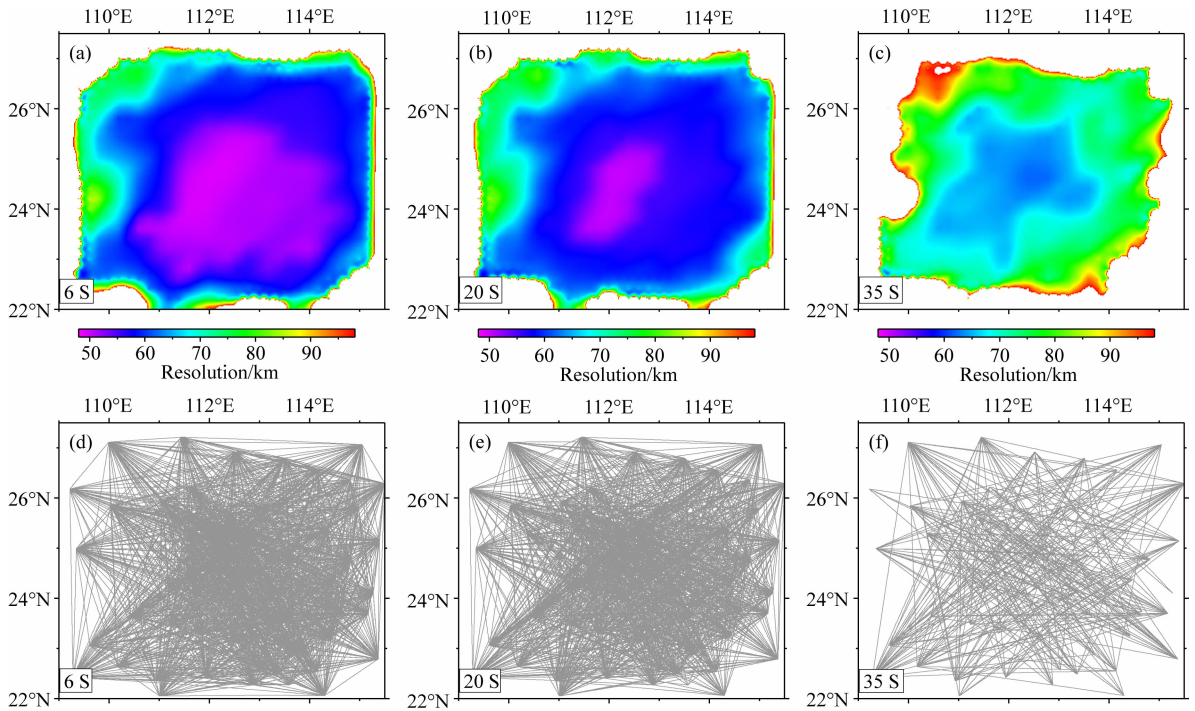 110°E 112°E 114°E 110°E 112°E 114°E 110°E 112°E 114°E
(a) (b) (c)
26°N 26°N 26°N
24°N 24°N 24°N
6 S 20 S 35 S
22°N 22°N 22°N
50 60 70 80 90 50 60 70 80 90 50 60 70 80 90
Resolution/km Resolution/km Resolution/km
110°E 112°E 114°E 110°E 112°E 114°E 110°E 112°E 114°E
(d) (e) (f)
26°N 26°N 26°N
24°N 24°N 24°N
6 S 20 S 35 S
22°N 22°N 22°N